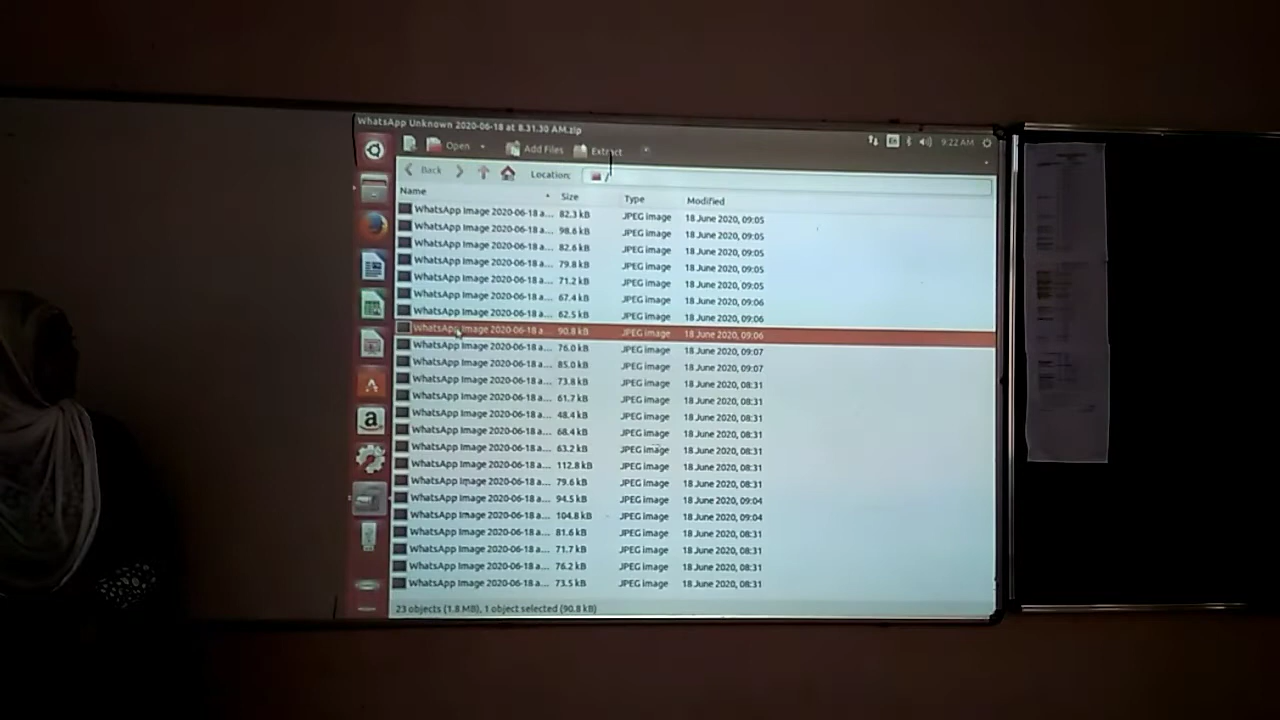 WhatsApp Unknown 2020-06-18 at 8.31.30 AM.zip
Open Add Files Extract En 9:22 AM
Back Location: /
Name Size Type Modified
WhatsApp Image 2020-06-18 a... 82.3 kB JPEG image 18 June 2020, 09:05
WhatsApp Image 2020-06-18 a... 98.6 kB JPEG image 18 June 2020, 09:05
WhatsApp Image 2020-06-18 a... 82.6 kB JPEG image 18 June 2020, 09:05
WhatsApp Image 2020-06-18 a... 79.8 kB JPEG image 18 June 2020, 09:05
WhatsApp Image 2020-06-18 a... 71.2 kB JPEG image 18 June 2020, 09:05
WhatsApp Image 2020-06-18 a... 67.4 kB JPEG image 18 June 2020, 09:06
WhatsApp Image 2020-06-18 a... 62.5 kB JPEG image 18 June 2020, 09:06
WhatsApp Image 2020-06-18 a... 90.8 kB JPEG image 18 June 2020, 09:06
WhatsApp Image 2020-06-18 a... 76.0 kB JPEG image 18 June 2020, 09:07
WhatsApp Image 2020-06-18 a... 85.0 kB JPEG image 18 June 2020, 09:07
WhatsApp Image 2020-06-18 a... 73.8 kB JPEG image 18 June 2020, 08:31
WhatsApp Image 2020-06-18 a... 61.7 kB JPEG image 18 June 2020, 08:31
WhatsApp Image 2020-06-18 a... 48.4 kB JPEG image 18 June 2020, 08:31
WhatsApp Image 2020-06-18 a... 68.4 kB JPEG image 18 June 2020, 08:31
WhatsApp Image 2020-06-18 a... 63.2 kB JPEG image 18 June 2020, 08:31
WhatsApp Image 2020-06-18 a... 112.8 kB JPEG image 18 June 2020, 08:31
WhatsApp Image 2020-06-18 a... 79.6 kB JPEG image 18 June 2020, 08:31
WhatsApp Image 2020-06-18 a... 94.5 kB JPEG image 18 June 2020, 09:04
WhatsApp Image 2020-06-18 a... 104.8 kB JPEG image 18 June 2020, 09:04
WhatsApp Image 2020-06-18 a... 81.6 kB JPEG image 18 June 2020, 08:31
WhatsApp Image 2020-06-18 a... 71.7 kB JPEG image 18 June 2020, 08:31
WhatsApp Image 2020-06-18 a... 76.2 kB JPEG image 18 June 2020, 08:31
WhatsApp Image 2020-06-18 a... 73.5 kB JPEG image 18 June 2020, 08:31
23 objects (1.8 MB), 1 object selected (90.8 kB)